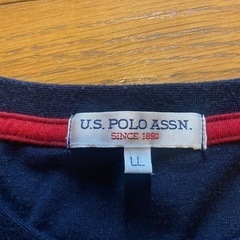 U.S. POLO ASSN.
SINCE 1890
LL